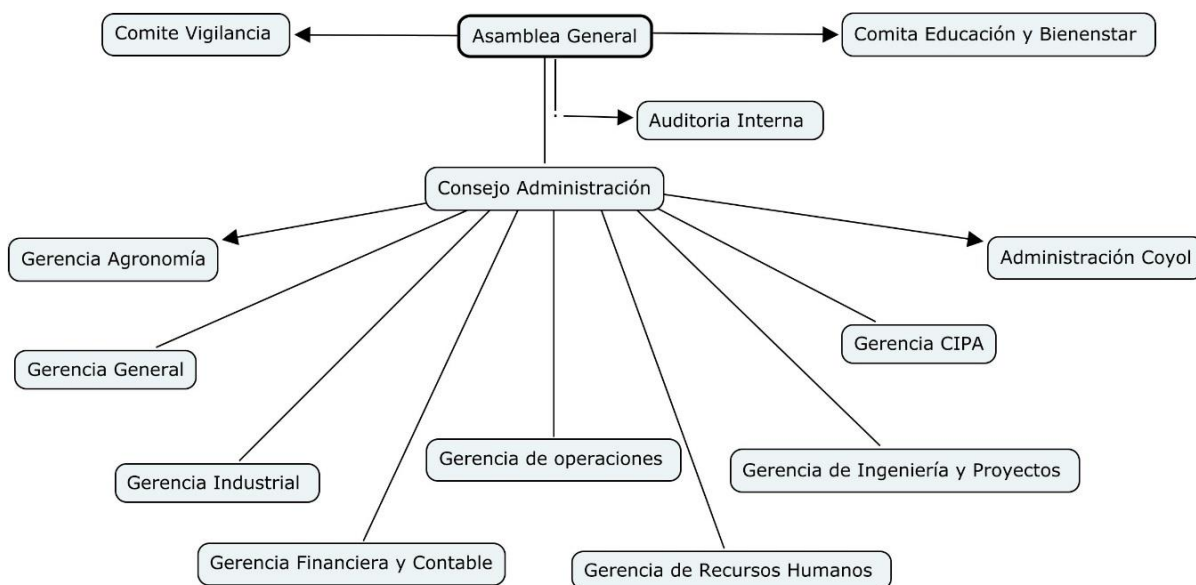 Comite Vigilancia
Asamblea General
Comita Educación y Bienenstar
Auditoria Interna
Consejo Administración
Gerencia Agronomía
Administración Coyol
Gerencia General
Gerencia CIPA
Gerencia Industrial
Gerencia de operaciones
Gerencia de Ingeniería y Proyectos
Gerencia Financiera y Contable
Gerencia de Recursos Humanos